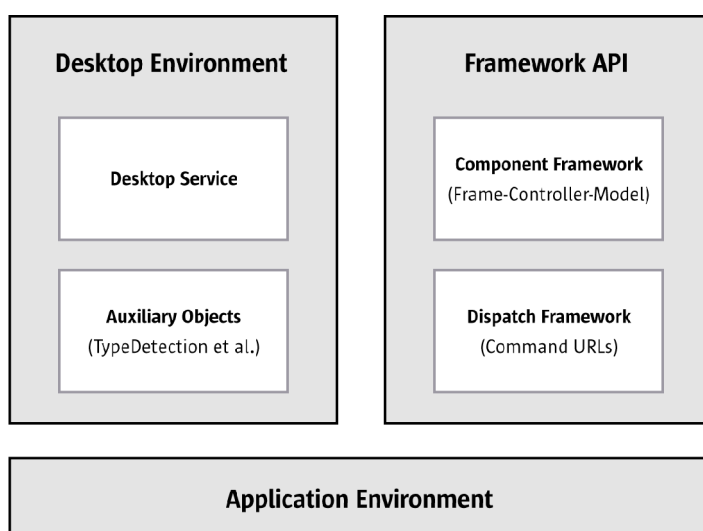 Desktop Environment
Desktop Service
Auxiliary Objects
(TypeDetection et al.)
Framework API
Component Framework
(Frame-Controller-Model)
Dispatch Framework
(Command URLs)
Application Environment